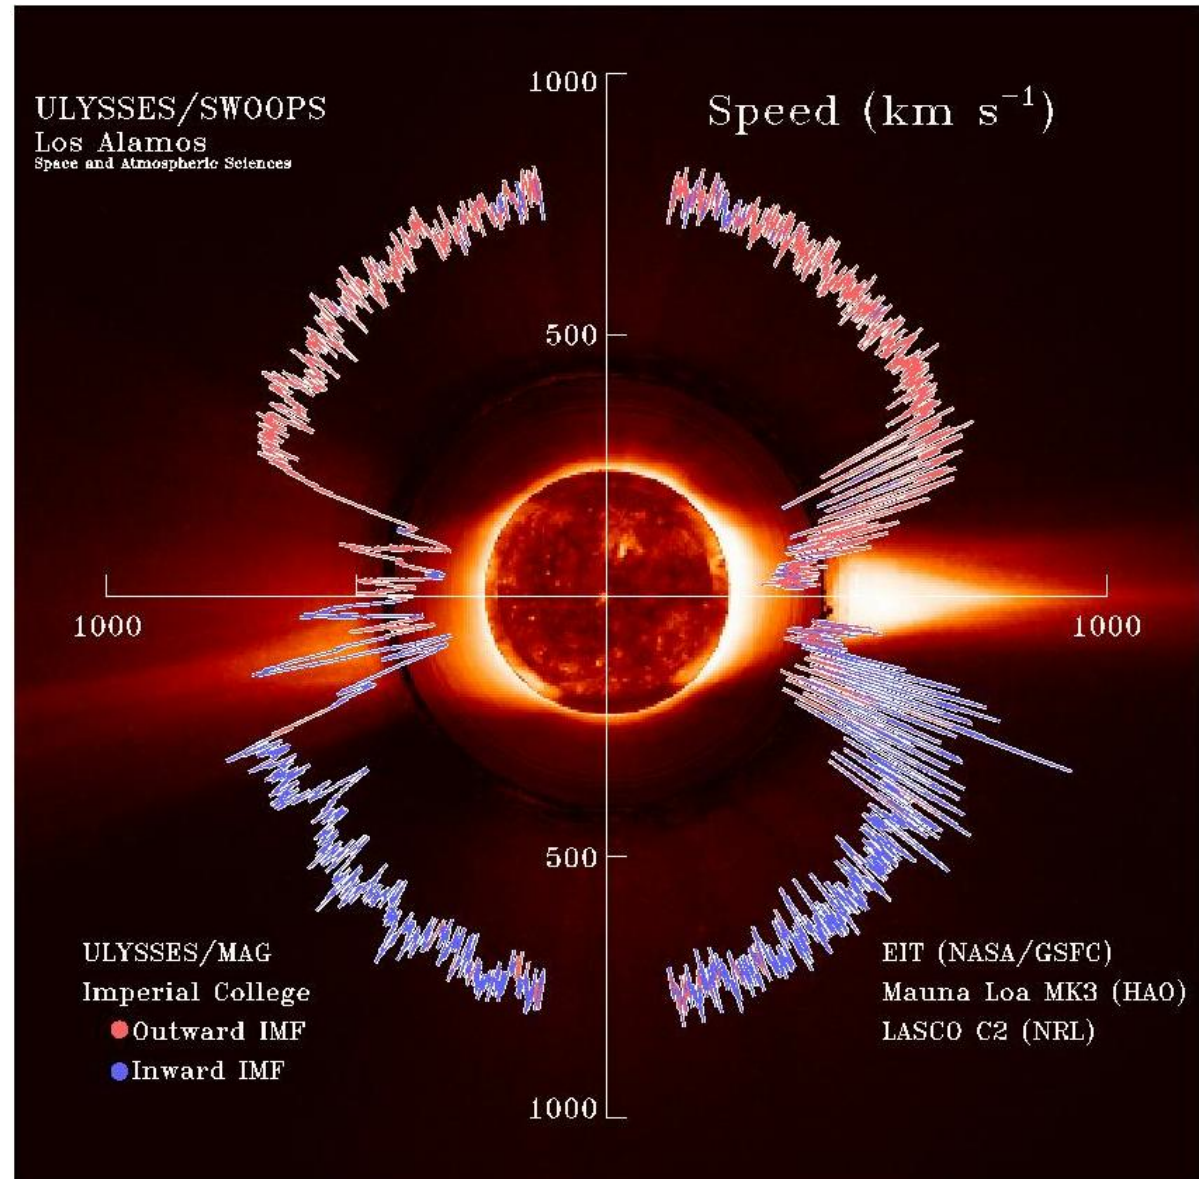 ULYSSES/SWOOPS
Los Alamos
Space and Atmospheric Sciences
Speed (km s⁻¹)
1000
500
1000
1000
500
1000
ULYSSES/MAG
Imperial College
Outward IMF
Inward IMF
EIT (NASA/GSFC)
Mauna Loa MK3 (HAO)
LASCO C2 (NRL)